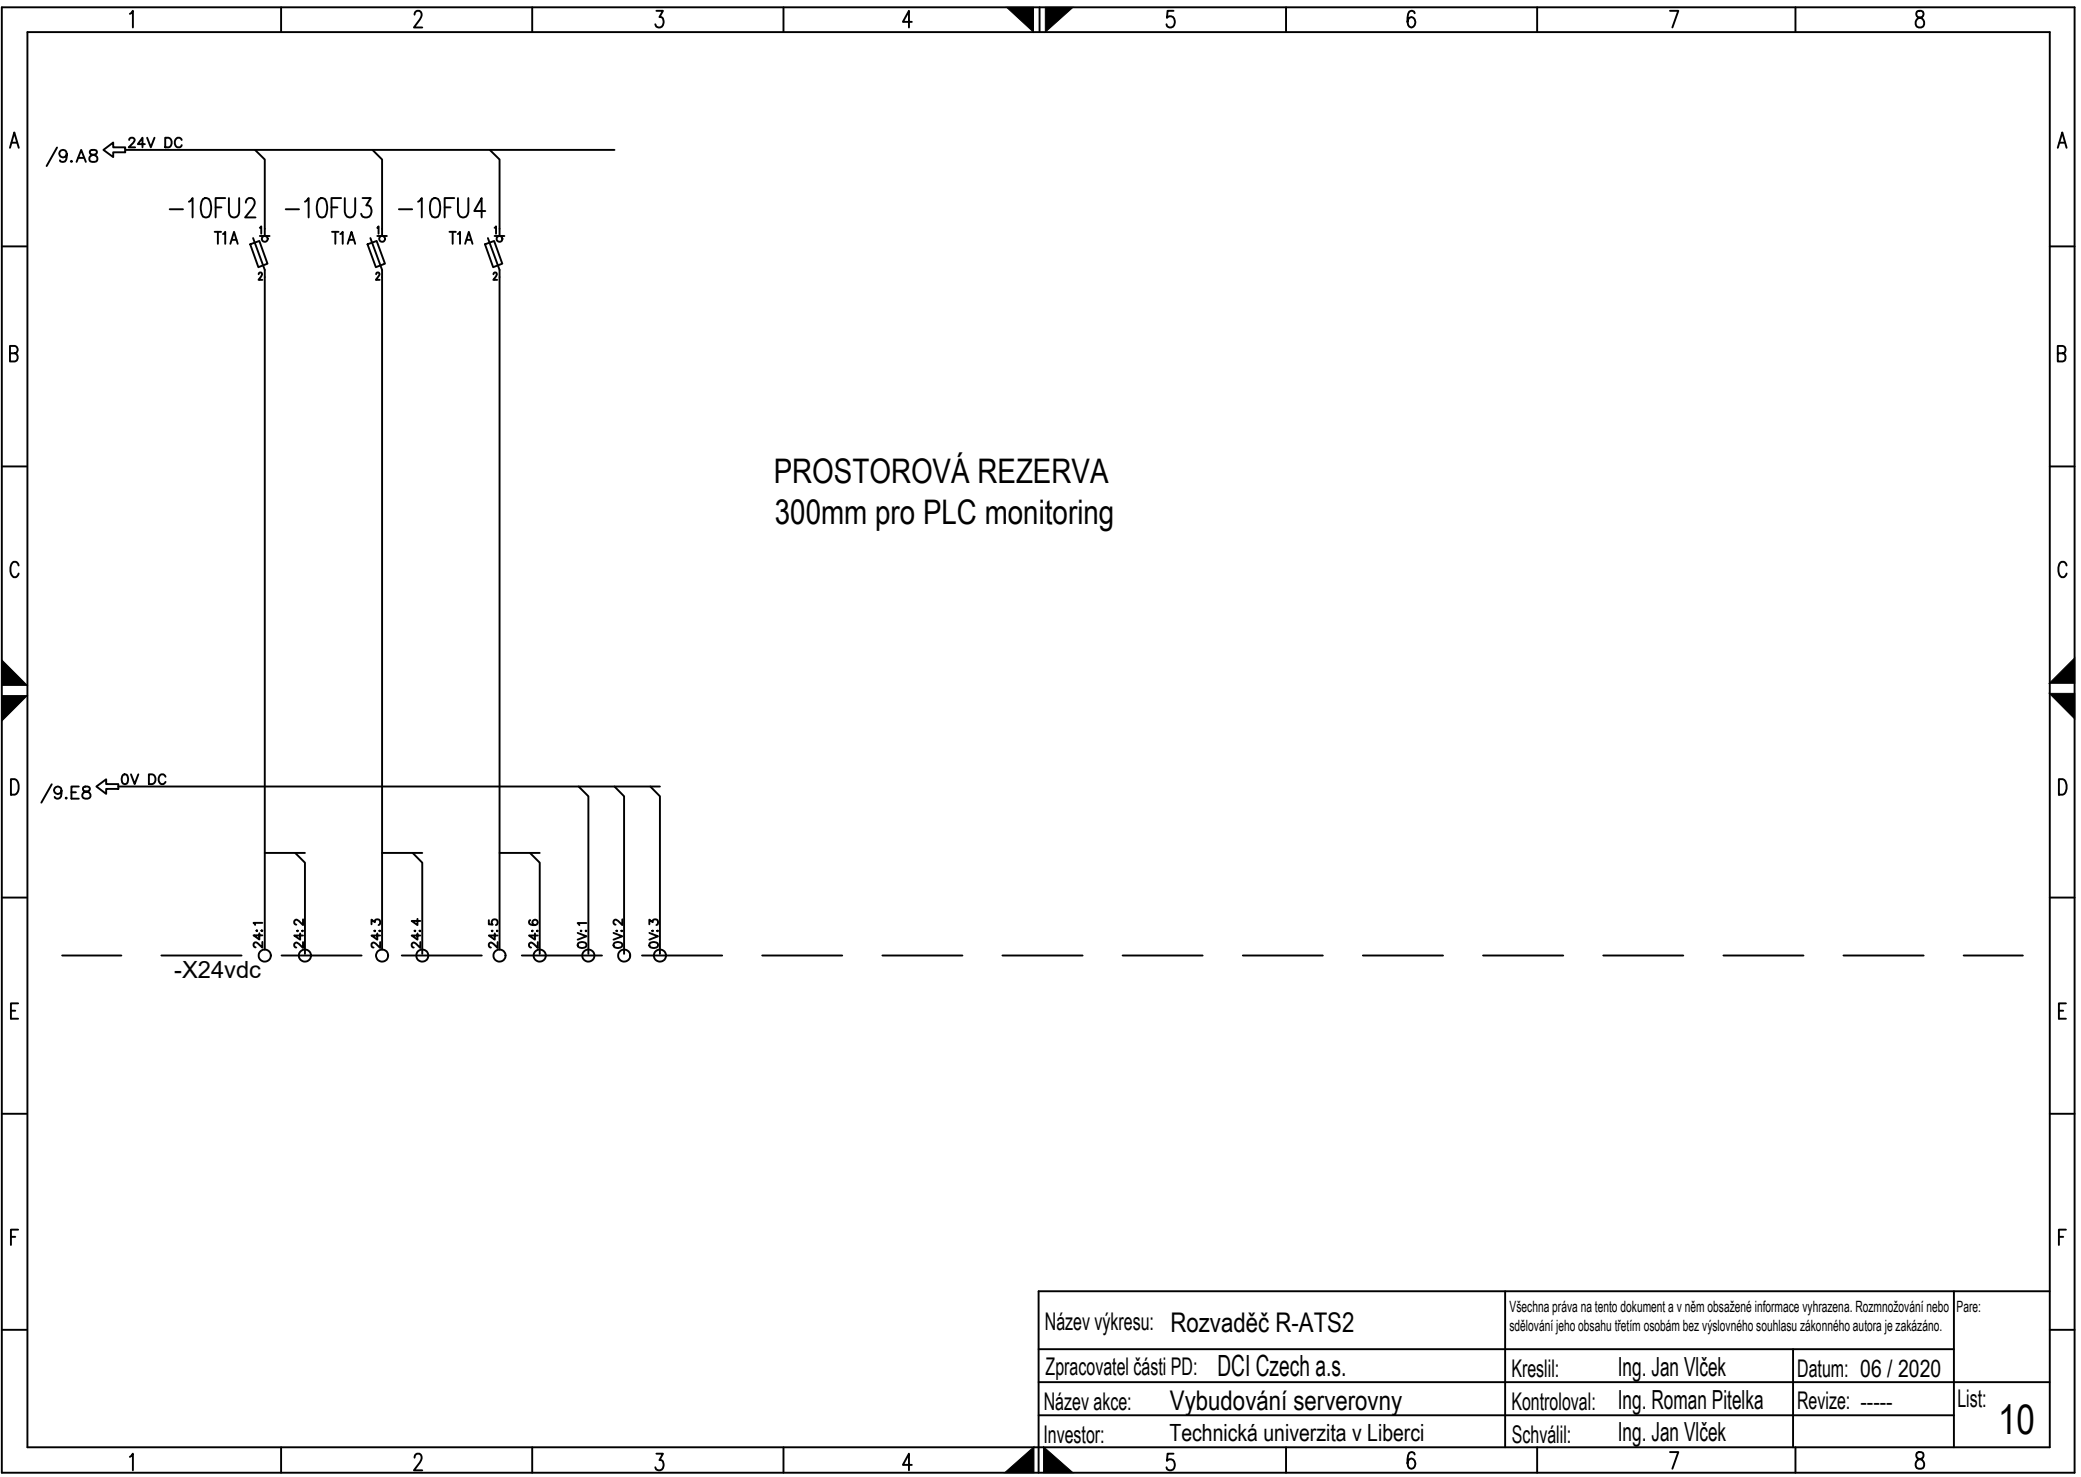 1 2 3 4 5 6 7 8
A A
24V DC
/9.A8
-10FU2 -10FU3 -10FU4
T1A 1 T1A 1 T1A 1
2 2 2
B B
PROSTOROVÁ REZERVA
300mm pro PLC monitoring
C C
0V DC
D /9.E8 D
24:1 24:2 24:3 24:4 24:5 24:6 0V:1 0V:2 0V:3
-X24vdc
E E
F F
Název výkresu: Rozvaděč R-ATS2
Všechna práva na tento dokument a v něm obsažené informace vyhrazena. Rozmnožování nebo
sdělování jeho obsahu třetím osobám bez výslovného souhlasu zákonného autora je zakázáno.
Pare:
Zpracovatel části PD: DCI Czech a.s. Kreslil: Ing. Jan Vlček Datum: 06 / 2020
Název akce: Vybudování serverovny Kontroloval: Ing. Roman Pitelka Revize: ----- List: 10
Investor: Technická univerzita v Liberci Schválil: Ing. Jan Vlček
1 2 3 4 5 6 7 8